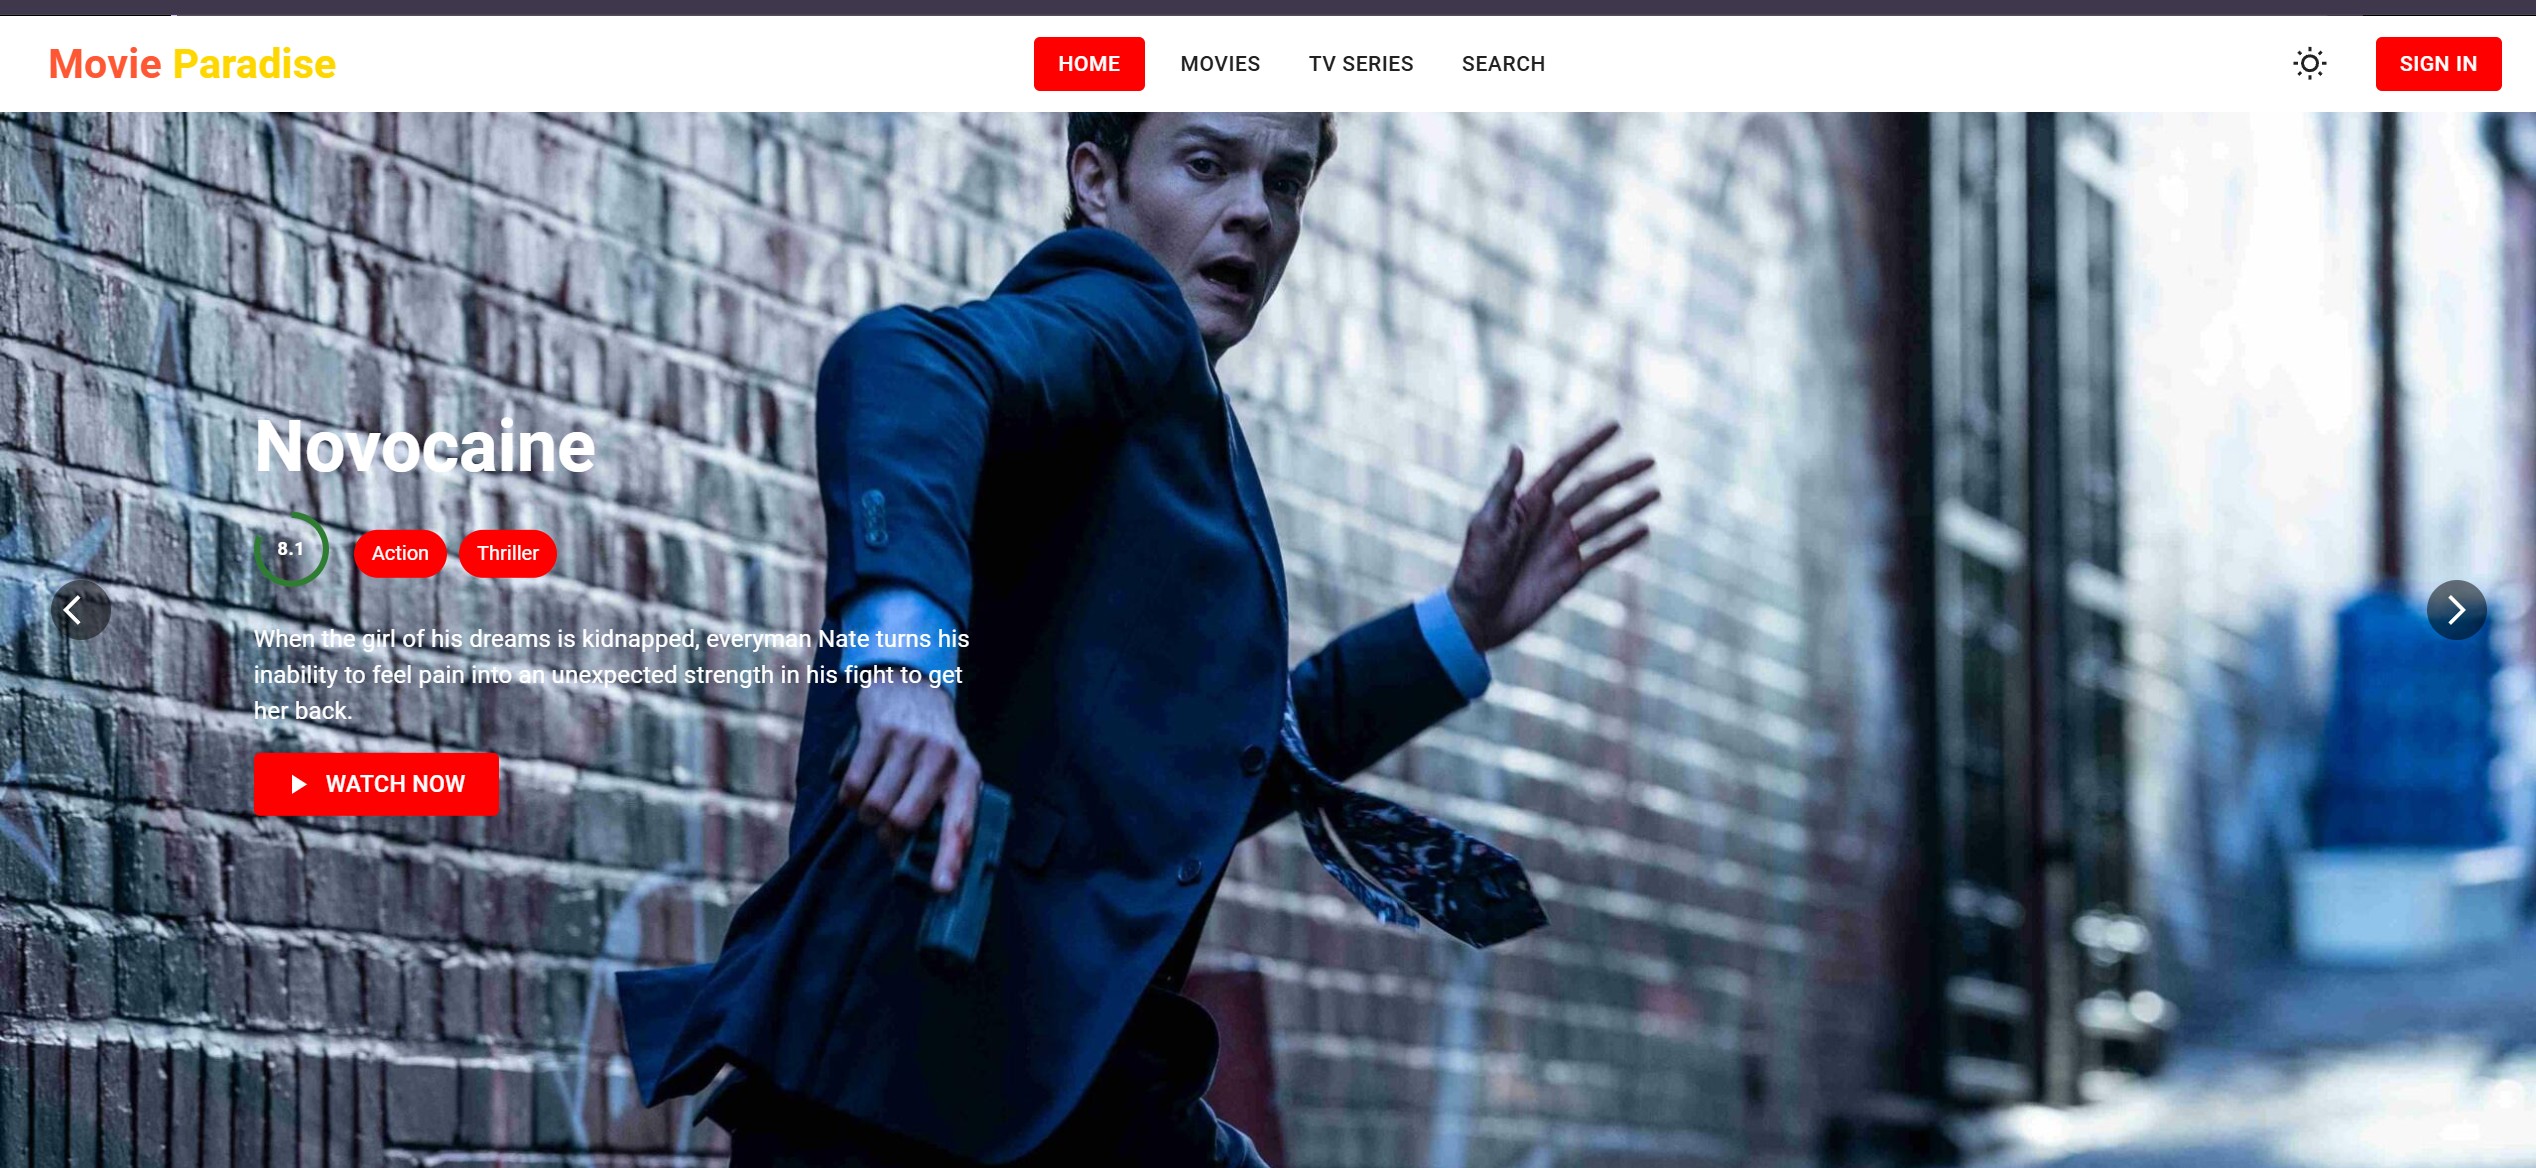 Movie Paradise
HOME
MOVIES
TV SERIES
SEARCH
SIGN IN
Novocaine
8.1
Action
Thriller
When the girl of his dreams is kidnapped, everyman Nate turns his
inability to feel pain into an unexpected strength in his fight to get
her back.
WATCH NOW